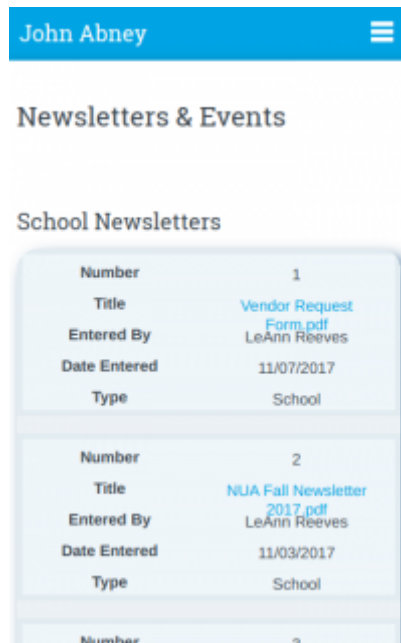 John Abney
Newsletters & Events
School Newsletters
Number 1
Title Vendor Request
Form.pdf
Entered By LeAnn Reeves
Date Entered 11/07/2017
Type School
Number 2
Title NUA Fall Newsletter
2017.pdf
Entered By LeAnn Reeves
Date Entered 11/03/2017
Type School
Number 3